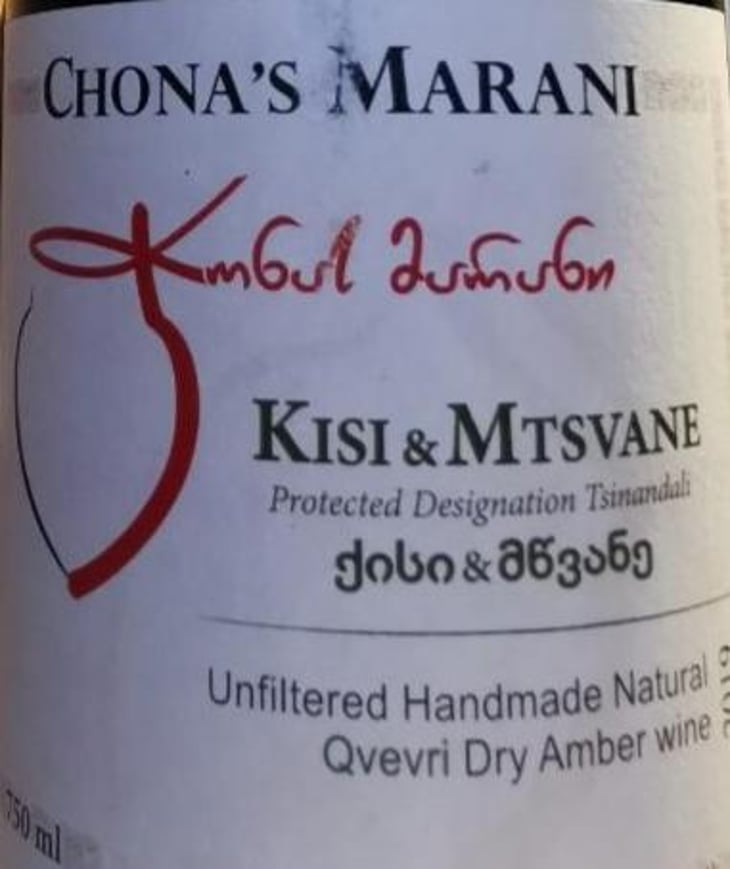 CHONA'S MARANI
ჭონას მარანი
KISI & MTSVANE
Protected Designation Tsinandali
ქისი & მწვანე
Unfiltered Handmade Natural
Qvevri Dry Amber wine
2019
750 ml